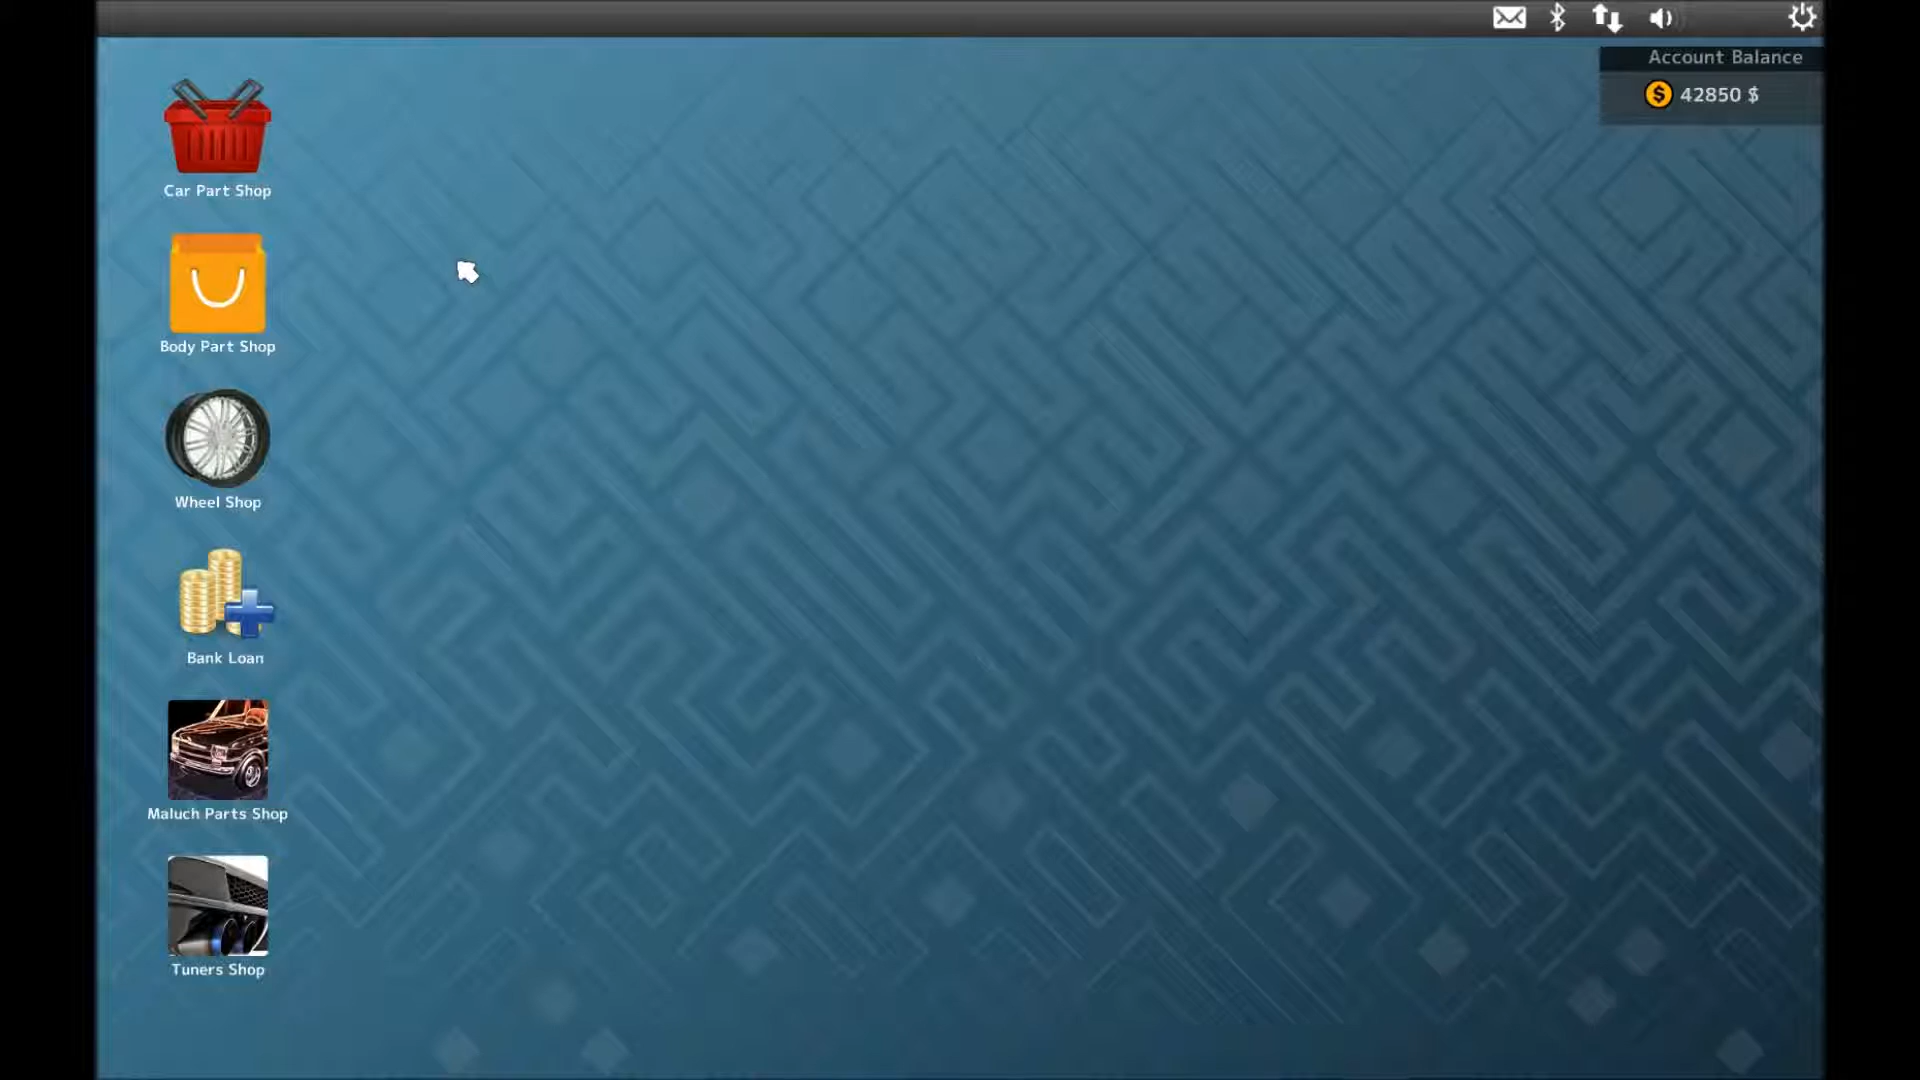 Account Balance
$ 42850 $
Car Part Shop
Body Part Shop
Wheel Shop
Bank Loan
Maluch Parts Shop
Tuners Shop